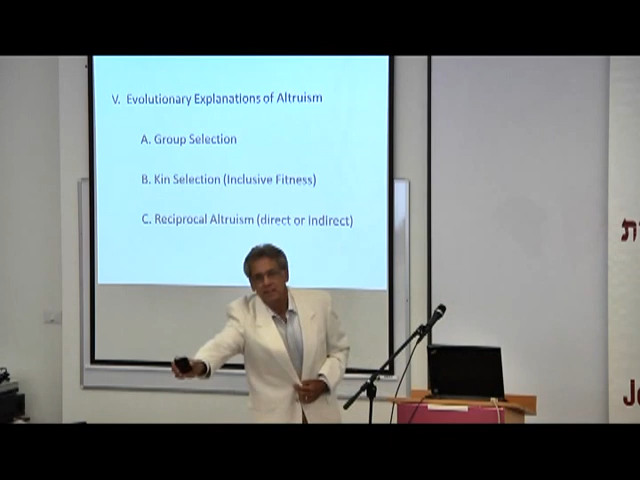 V. Evolutionary Explanations of Altruism
A. Group Selection
B. Kin Selection (Inclusive Fitness)
C. Reciprocal Altruism (direct or indirect)